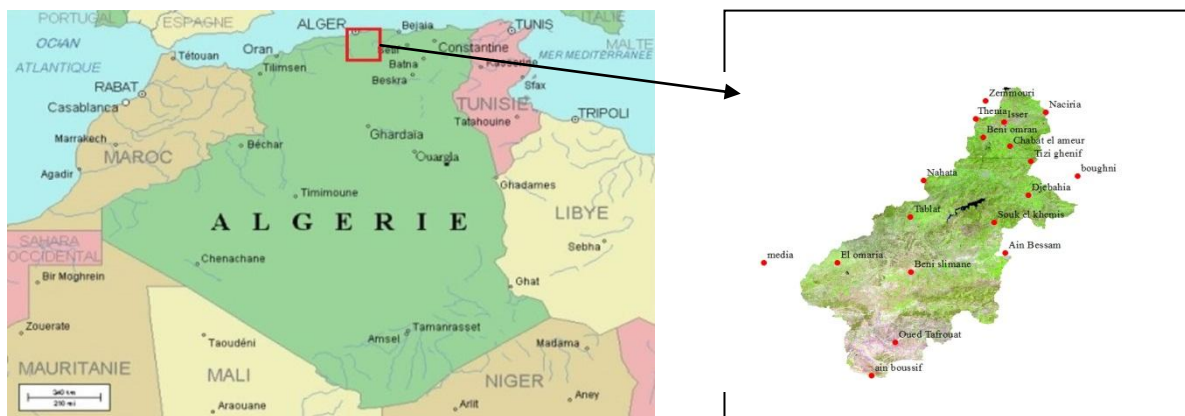 PORTUGAL
ESPAGNE
ITALIE
OCIAN
ATLANTIQUE
ALGER
Bejaia
TUNIS
MALTE
MER MEDITERRANEE
Tétouan
Oran
Setif
Constantine
Tilimsen
Batna
Kasserine
Beskra
Sfax
RABAT
TUNISIE
Casablanca
TRIPOLI
Tatahouine
Marrakech
Ghardaïa
MAROC
Béchar
Ouargla
Agadir
Ghadames
Timimoune
ALGERIE
LIBYE
SAHARA
OCCIDENTAL
Sebha
Chenachane
Bir Moghrein
Ghat
Zouerate
Tamanrasset
Amsel
Taoudéni
Madama
MAURITANIE
MALI
NIGER
Aney
Araouane
Arlit
Zemmouri
Naciria
Thenia
Isser
Beni omran
Chabat el ameur
Tizi ghenif
boughni
Nahata
Djebahia
Tablat
Souk el khemis
Ain Bessam
media
El omaria
Beni slimane
Oued Tafrouat
ain boussif